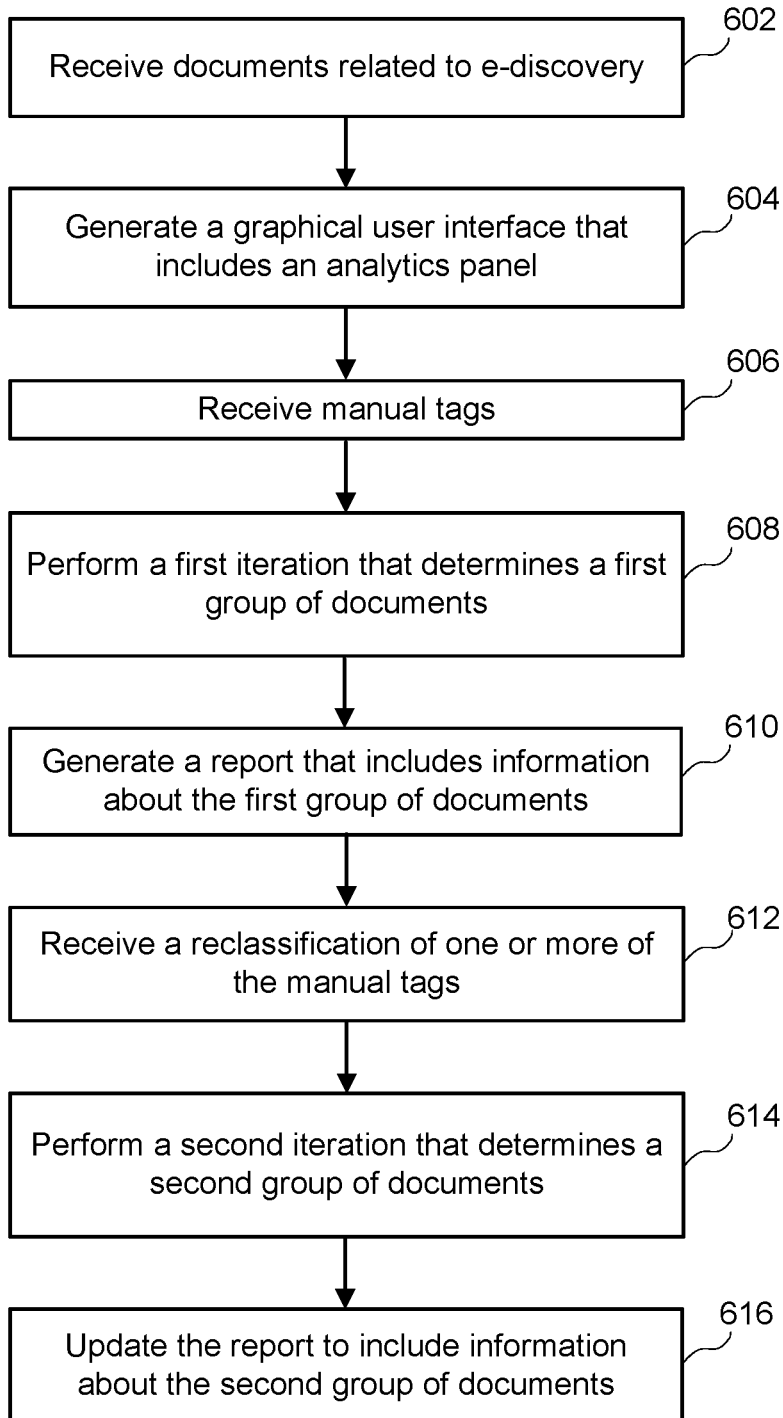 602
Receive documents related to e-discovery
604
Generate a graphical user interface that
includes an analytics panel
606
Receive manual tags
608
Perform a first iteration that determines a first
group of documents
610
Generate a report that includes information
about the first group of documents
612
Receive a reclassification of one or more of
the manual tags
614
Perform a second iteration that determines a
second group of documents
616
Update the report to include information
about the second group of documents